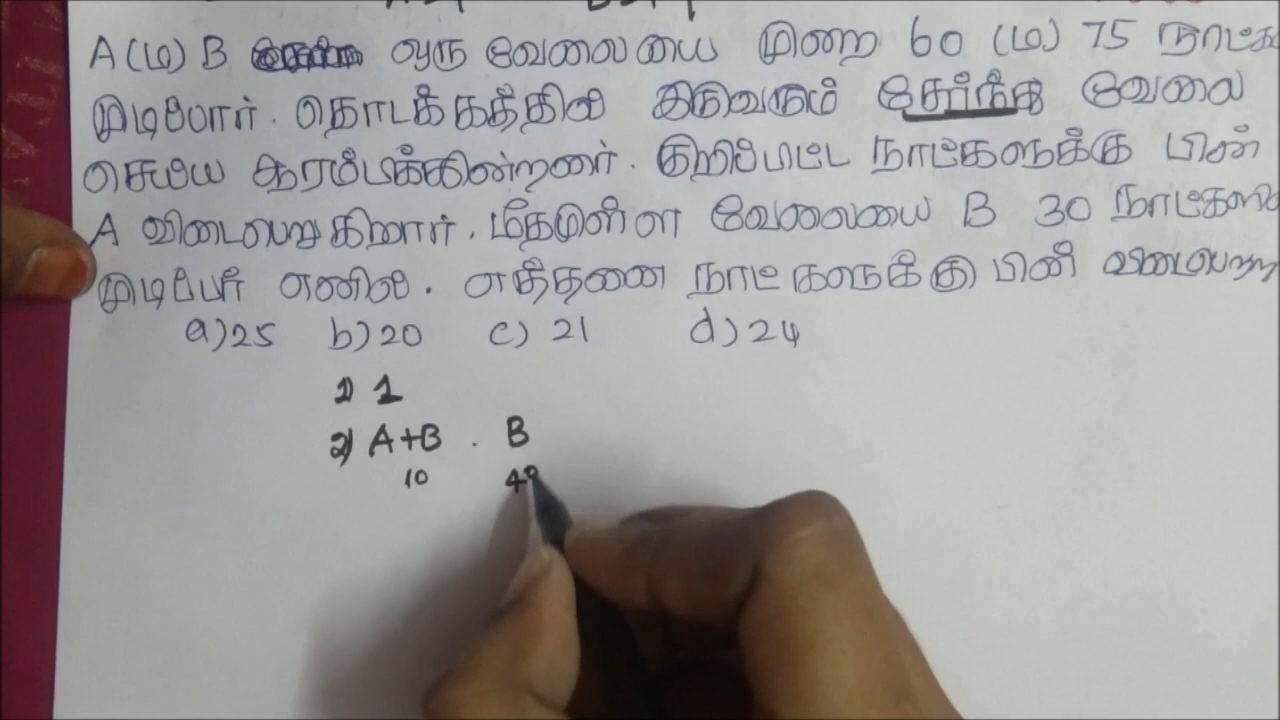 A (ம) B ஒரு வேலையை முறை 60 (ம) 75 நாட்க
முடிப்பார். தொடக்கத்தில் இருவரும் சேர்ந்து வேலை
செய்ய ஆரம்பிக்கின்றனர். குறிப்பிட்ட நாட்களுக்கு பின்
A விடைபெறுகிறார். மீதமுள்ள வேலையை B 30 நாட்களி
முடிப்பர் எனில். எத்தனை நாட்களுக்கு பின்
a) 25 b) 20 c) 21 d) 24
1) 1
2) A+B . B
10